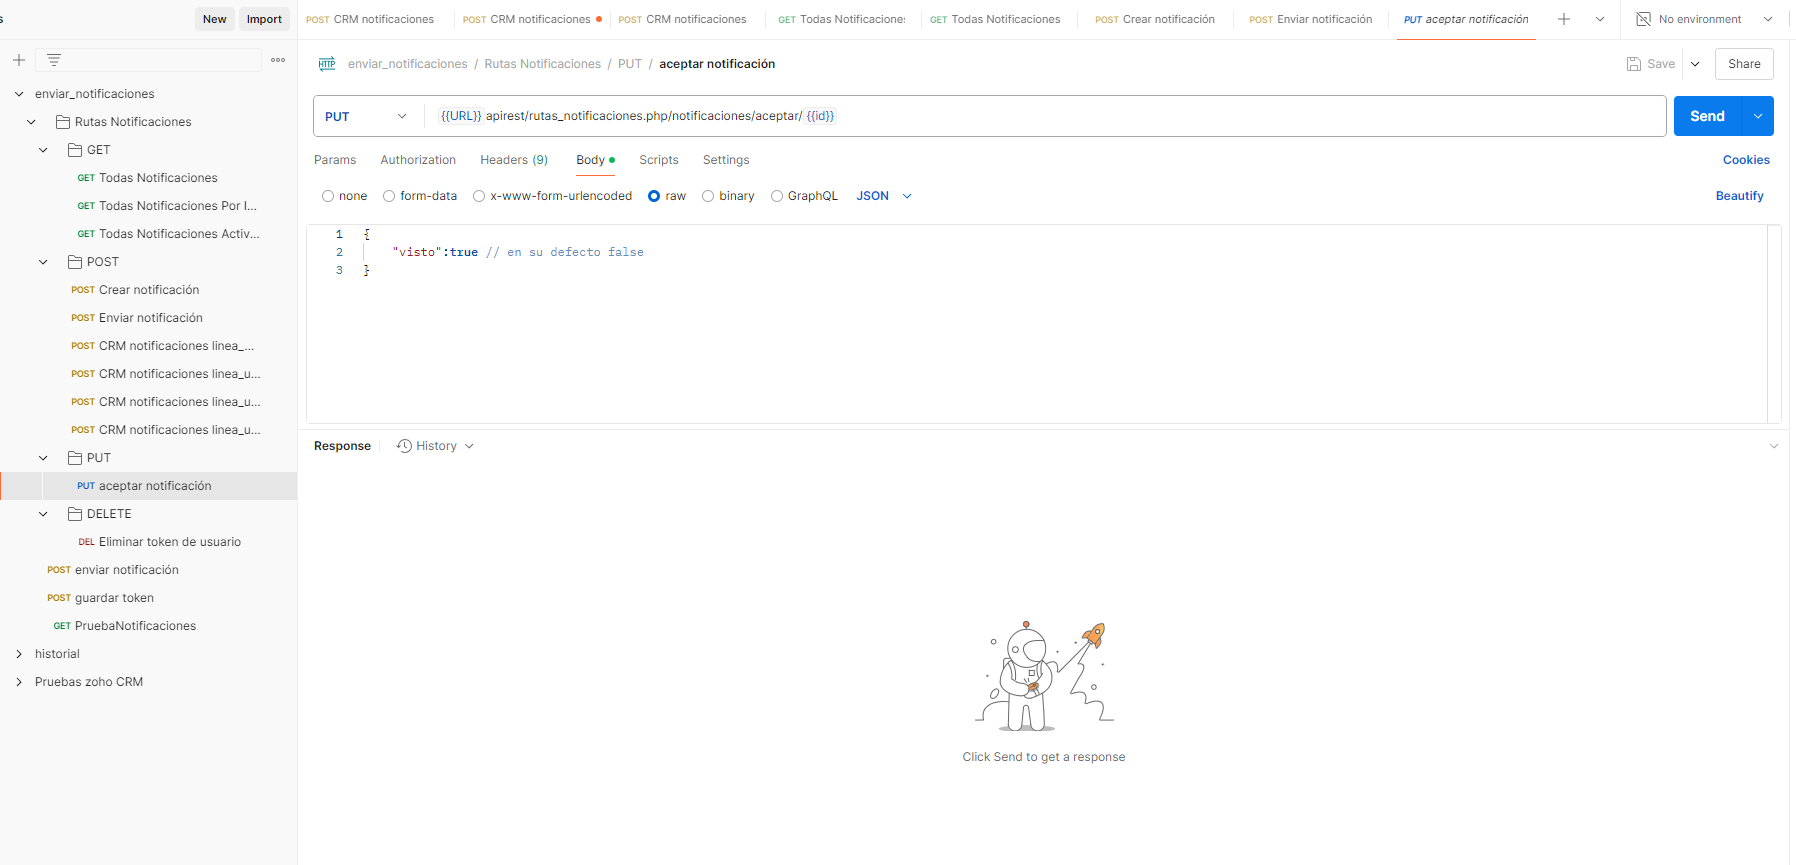 s New Import
POST CRM notificaciones POST CRM notificaciones POST CRM notificaciones GET Todas Notificaciones GET Todas Notificaciones POST Crear notificación POST Enviar notificación PUT aceptar notificación No environment
HTTP enviar_notificaciones / Rutas Notificaciones / PUT / aceptar notificación Save Share
PUT {{URL}} apirest/rutas_notificaciones.php/notificaciones/aceptar/ {{id}} Send
Params Authorization Headers (9) Body Scripts Settings Cookies
none form-data x-www-form-urlencoded raw binary GraphQL JSON Beautify
1 {
2 "visto":true // en su defecto false
3 }
Response History
Click Send to get a response
enviar_notificaciones
Rutas Notificaciones
GET
GET Todas Notificaciones
GET Todas Notificaciones Por I...
GET Todas Notificaciones Activ...
POST
POST Crear notificación
POST Enviar notificación
POST CRM notificaciones linea_...
POST CRM notificaciones linea_u...
POST CRM notificaciones linea_u...
POST CRM notificaciones linea_u...
PUT
PUT aceptar notificación
DELETE
DEL Eliminar token de usuario
POST enviar notificación
POST guardar token
GET PruebaNotificaciones
historial
Pruebas zoho CRM